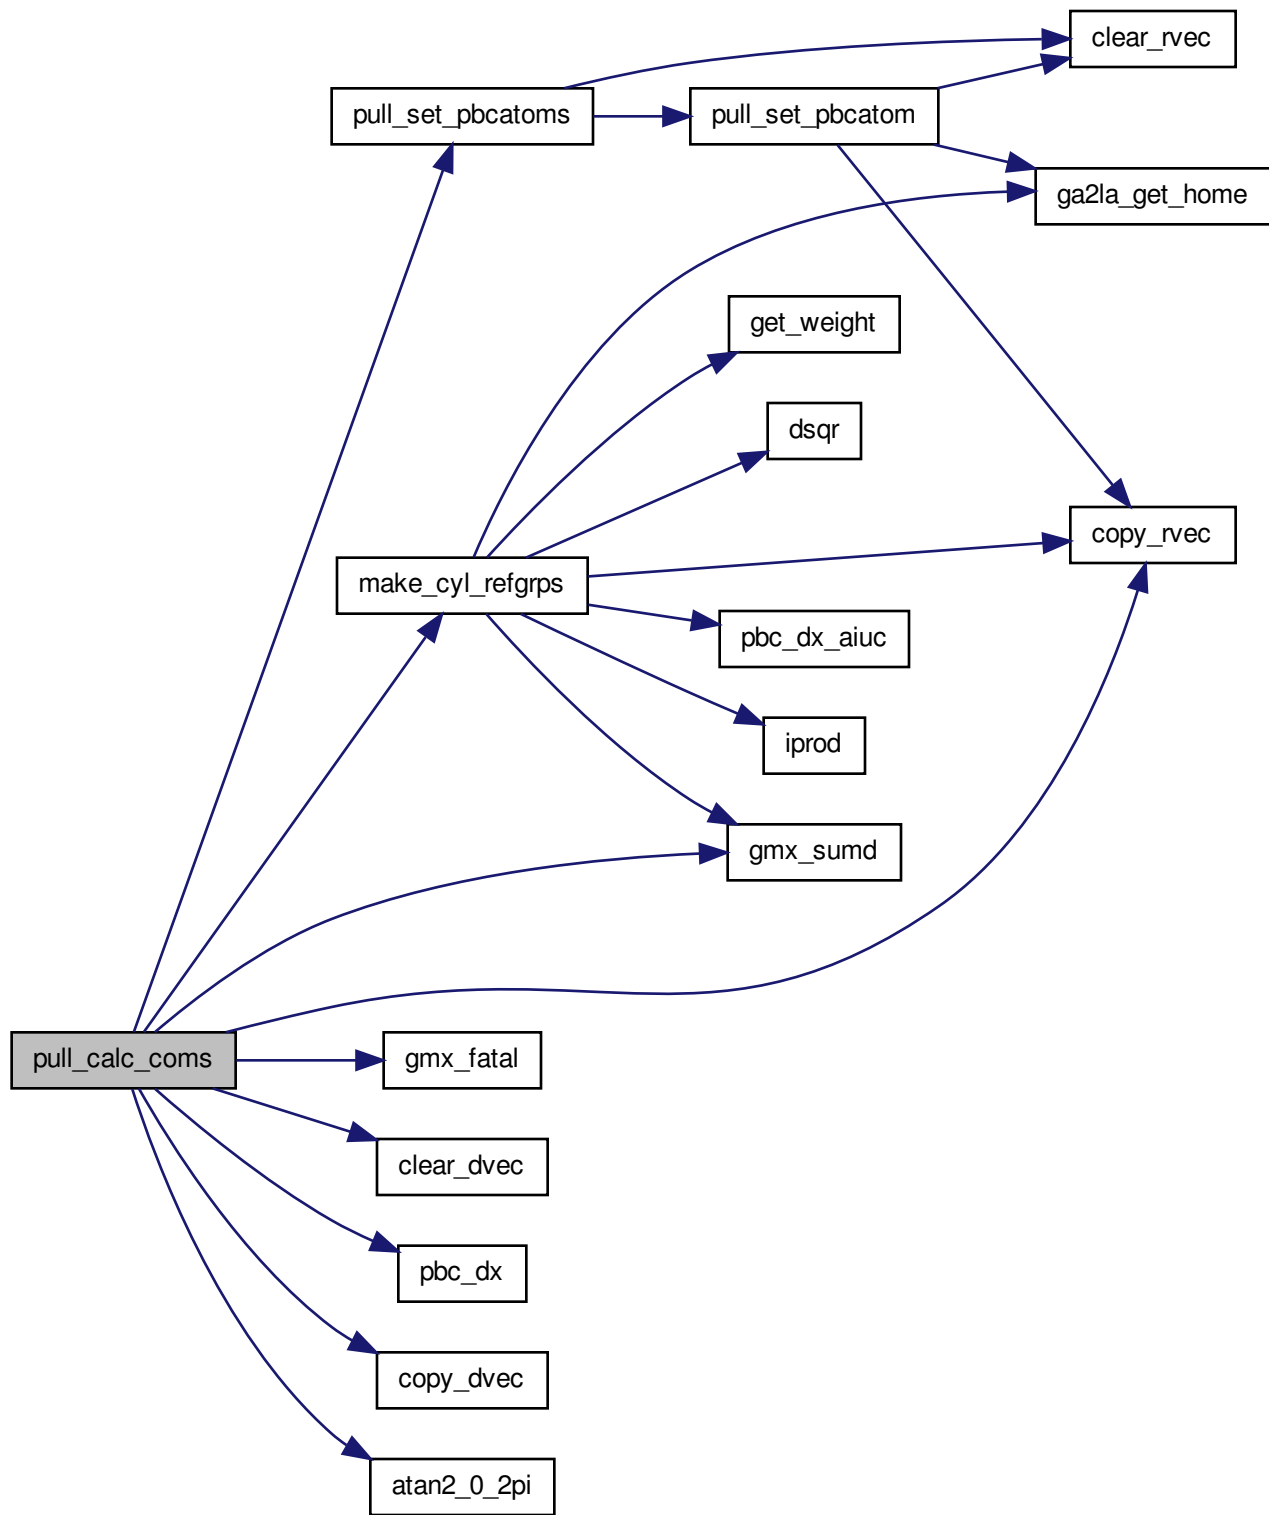 clear_rvec
pull_set_pbcatoms
pull_set_pbcatom
ga2la_get_home
get_weight
dsqr
copy_rvec
make_cyl_refgrps
pbc_dx_aiuc
iprod
gmx_sumd
pull_calc_coms
gmx_fatal
clear_dvec
pbc_dx
copy_dvec
atan2_0_2pi